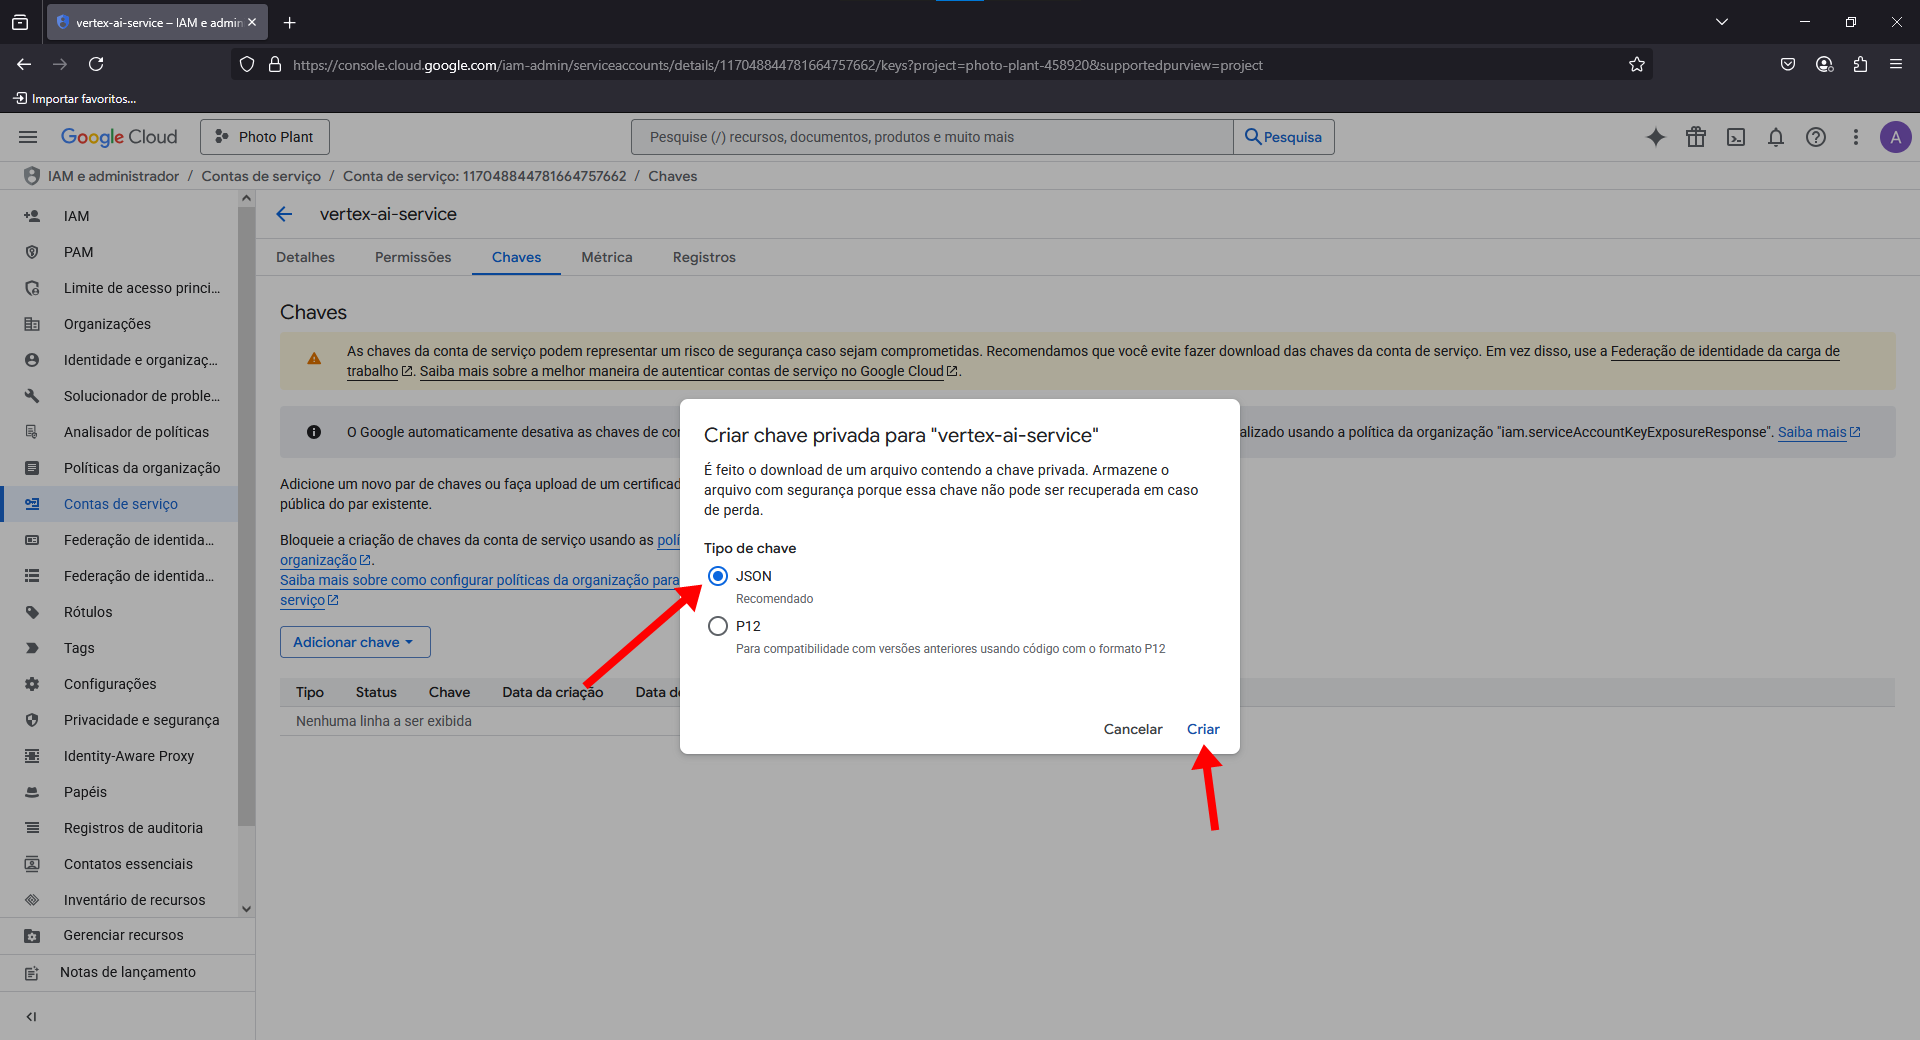 vertex-ai-service – IAM e admin
https://console.cloud.google.com/iam-admin/serviceaccounts/details/117048844781664757662/keys?project=photo-plant-458920&supportedpurview=project
Importar favoritos...
Google Cloud
Photo Plant
Pesquise (/) recursos, documentos, produtos e muito mais
Pesquisa
A
IAM e administrador / Contas de serviço / Conta de serviço: 117048844781664757662 / Chaves
IAM
PAM
Limite de acesso princi...
Organizações
Identidade e organizaç...
Solucionador de proble...
Analisador de políticas
Políticas da organização
Contas de serviço
Federação de identida...
Federação de identida...
Rótulos
Tags
Configurações
Privacidade e segurança
Identity-Aware Proxy
Papéis
Registros de auditoria
Contatos essenciais
Inventário de recursos
Gerenciar recursos
Notas de lançamento
vertex-ai-service
Detalhes Permissões Chaves Métrica Registros
Chaves
As chaves da conta de serviço podem representar um risco de segurança caso sejam comprometidas. Recomendamos que você evite fazer download das chaves da conta de serviço. Em vez disso, use a Federação de identidade da carga de
trabalho. Saiba mais sobre a melhor maneira de autenticar contas de serviço no Google Cloud.
O Google automaticamente desativa as chaves de co
alizado usando a política da organização "iam.serviceAccountKeyExposureResponse". Saiba mais
Adicione um novo par de chaves ou faça upload de um certificad
pública do par existente.
Bloqueie a criação de chaves da conta de serviço usando as polí
organização.
Saiba mais sobre como configurar políticas da organização para
serviço
Adicionar chave
Tipo Status Chave Data da criação Data de
Nenhuma linha a ser exibida
Criar chave privada para "vertex-ai-service"
É feito o download de um arquivo contendo a chave privada. Armazene o
arquivo com segurança porque essa chave não pode ser recuperada em caso
de perda.
Tipo de chave
JSON
Recomendado
P12
Para compatibilidade com versões anteriores usando código com o formato P12
Cancelar Criar